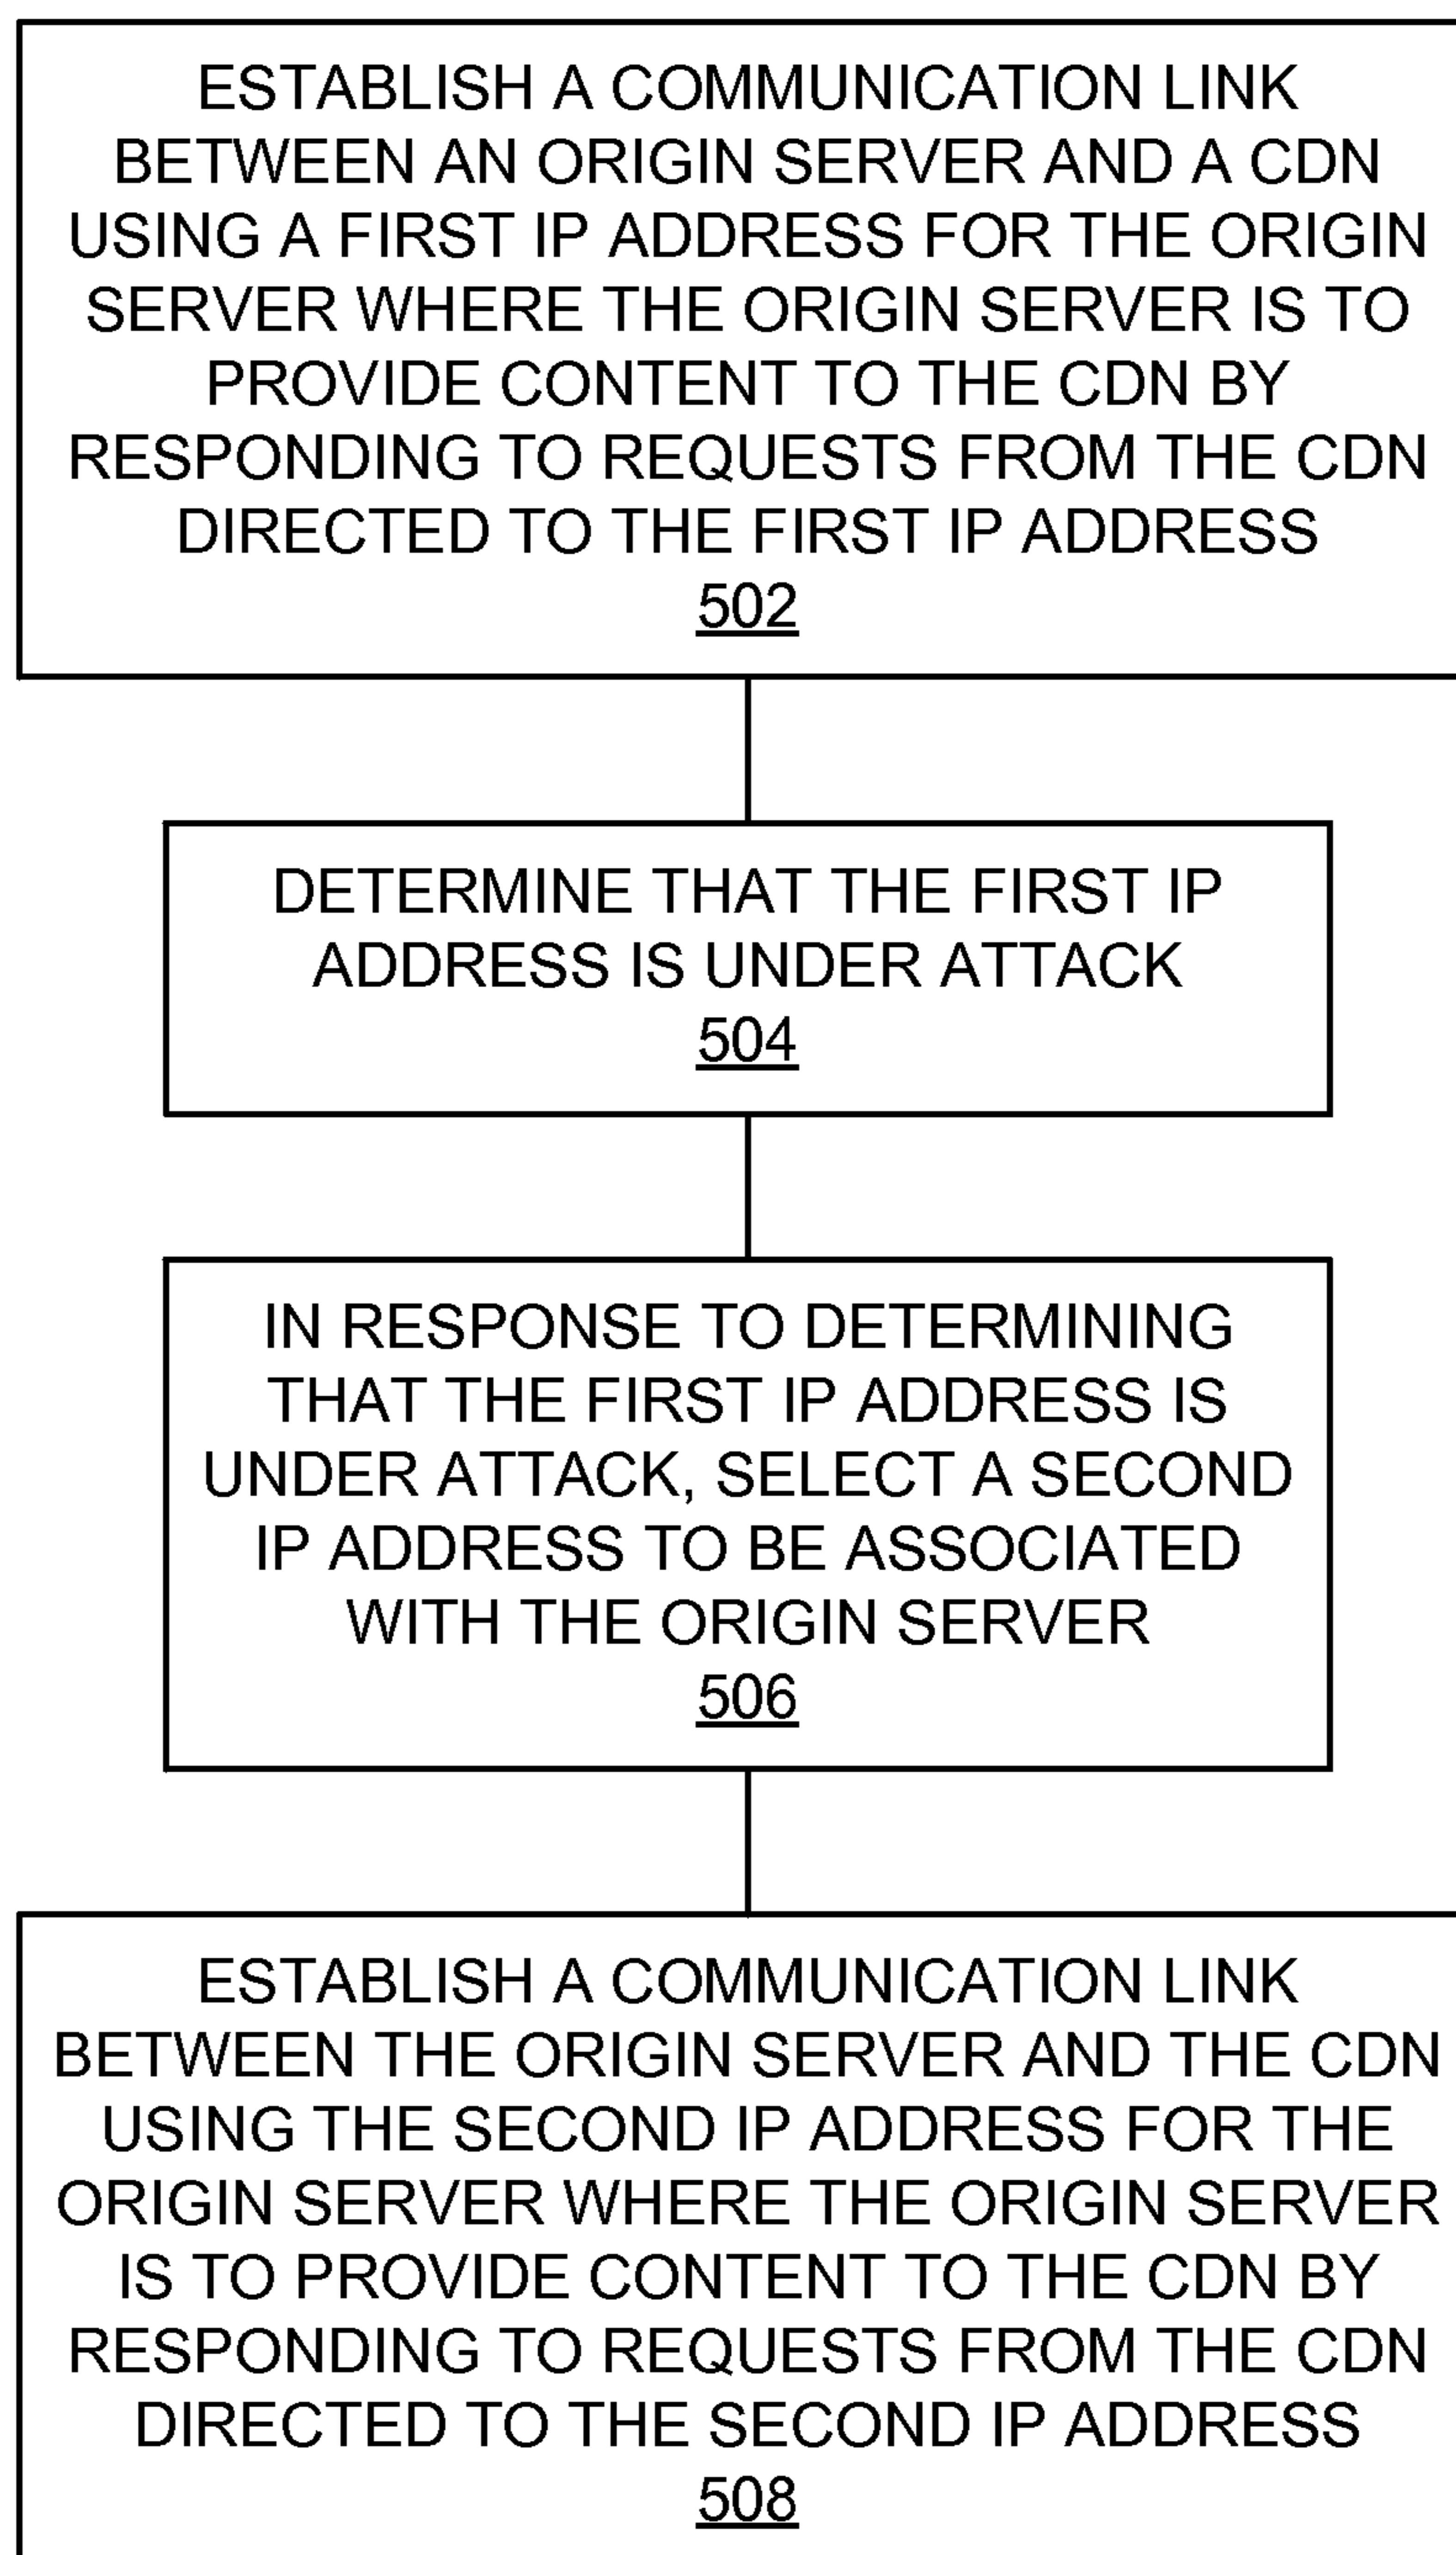 ESTABLISH A COMMUNICATION LINK
BETWEEN AN ORIGIN SERVER AND A CDN
USING A FIRST IP ADDRESS FOR THE ORIGIN
SERVER WHERE THE ORIGIN SERVER IS TO
PROVIDE CONTENT TO THE CDN BY
RESPONDING TO REQUESTS FROM THE CDN
DIRECTED TO THE FIRST IP ADDRESS
502
DETERMINE THAT THE FIRST IP
ADDRESS IS UNDER ATTACK
504
IN RESPONSE TO DETERMINING
THAT THE FIRST IP ADDRESS IS
UNDER ATTACK, SELECT A SECOND
IP ADDRESS TO BE ASSOCIATED
WITH THE ORIGIN SERVER
506
ESTABLISH A COMMUNICATION LINK
BETWEEN THE ORIGIN SERVER AND THE CDN
USING THE SECOND IP ADDRESS FOR THE
ORIGIN SERVER WHERE THE ORIGIN SERVER
IS TO PROVIDE CONTENT TO THE CDN BY
RESPONDING TO REQUESTS FROM THE CDN
DIRECTED TO THE SECOND IP ADDRESS
508